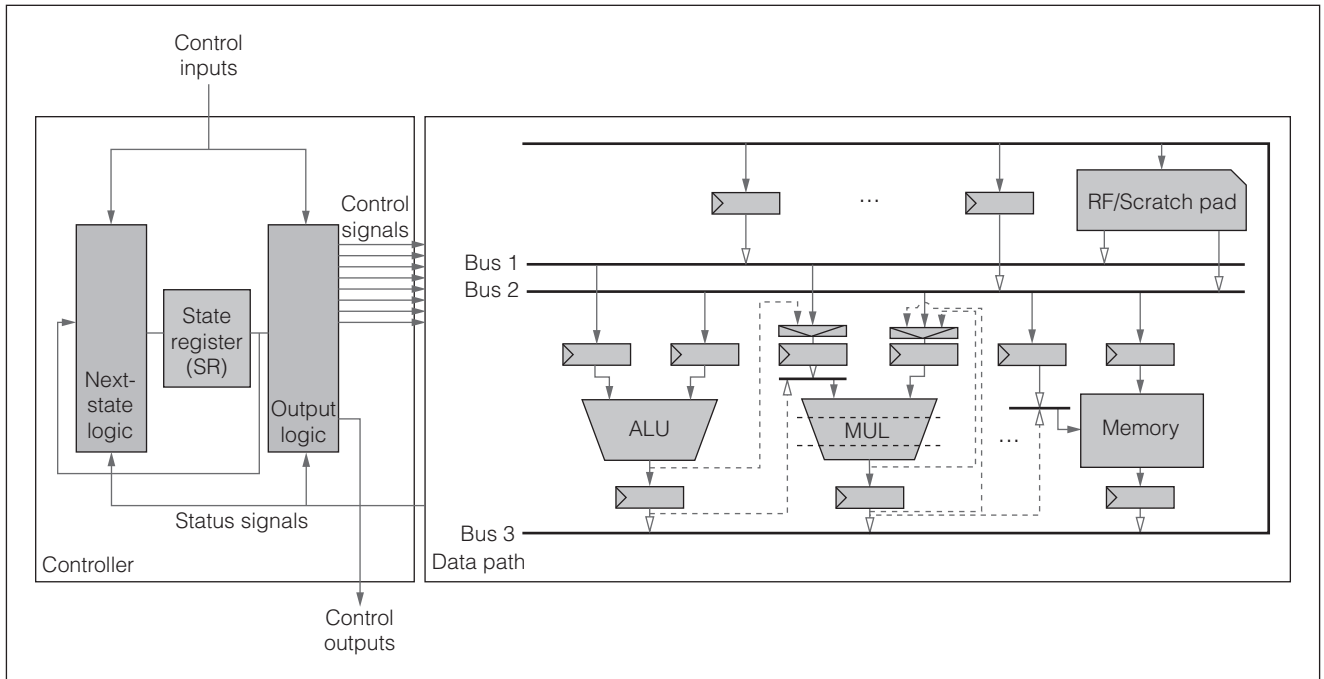 Control
inputs
Control
signals
RF/Scratch pad
...
Bus 1
Bus 2
State
register
(SR)
Next-
state
logic
Output
logic
ALU
MUL
...
Memory
Status signals
Bus 3
Controller
Data path
Control
outputs